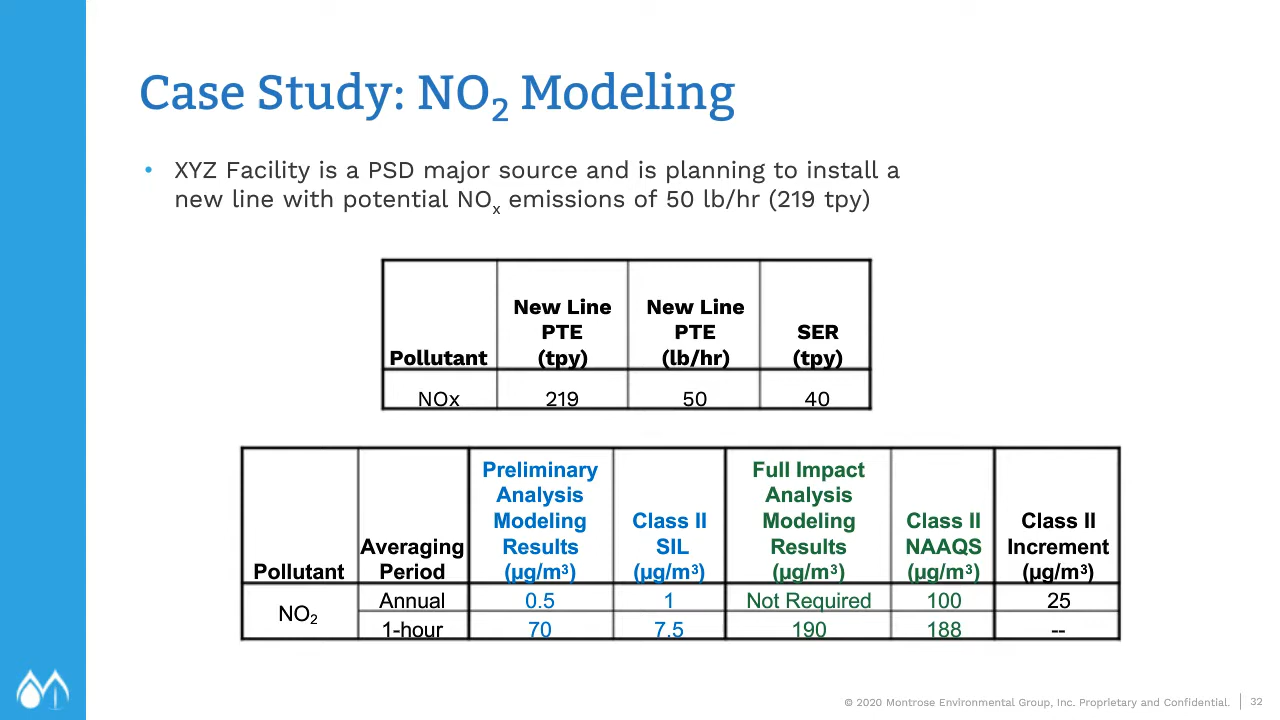 Case Study: NO₂ Modeling
• XYZ Facility is a PSD major source and is planning to install a
new line with potential NOₓ emissions of 50 lb/hr (219 tpy)
Pollutant | New Line PTE (tpy) | New Line PTE (lb/hr) | SER (tpy)
NOx | 219 | 50 | 40
Pollutant | Averaging Period | Preliminary Analysis Modeling Results (µg/m³) | Class II SIL (µg/m³) | Full Impact Analysis Modeling Results (µg/m³) | Class II NAAQS (µg/m³) | Class II Increment (µg/m³)
NO₂ | Annual | 0.5 | 1 | Not Required | 100 | 25
1-hour | 70 | 7.5 | 190 | 188 | --
© 2020 Montrose Environmental Group, Inc. Proprietary and Confidential. | 32